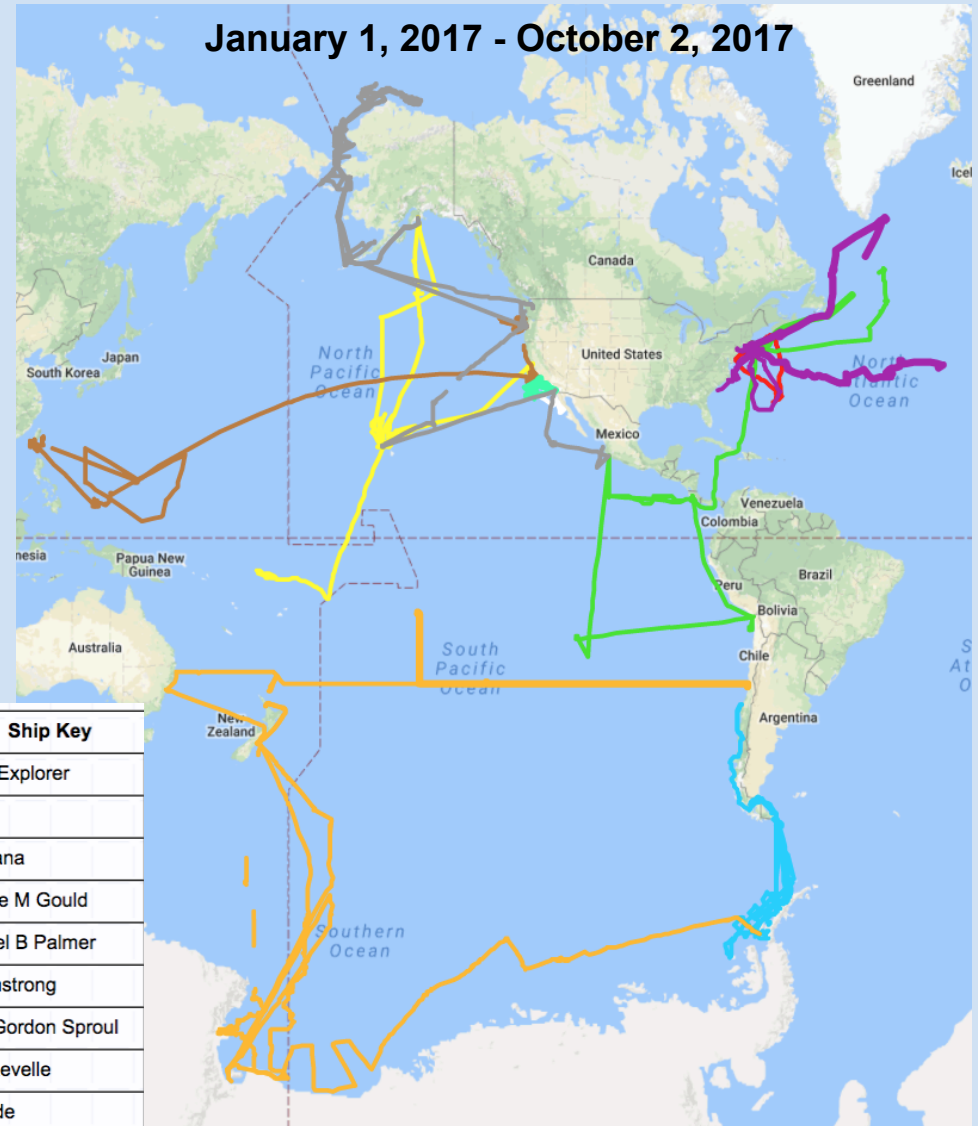 January 1, 2017 - October 2, 2017
Greenland
Icel
Canada
North
Pacific
Ocean
Japan
South Korea
United States
North
Atlantic
Ocean
Mexico
Venezuela
Colombia
nesia
Papua New
Guinea
Peru
Brazil
Bolivia
Australia
South
Pacific
Ocean
Chile
S
At
O
New
Zealand
Argentina
Southern
Ocean
Ship Key
Explorer
ana
e M Gould
el B Palmer
strong
Gordon Sproul
evelle
de